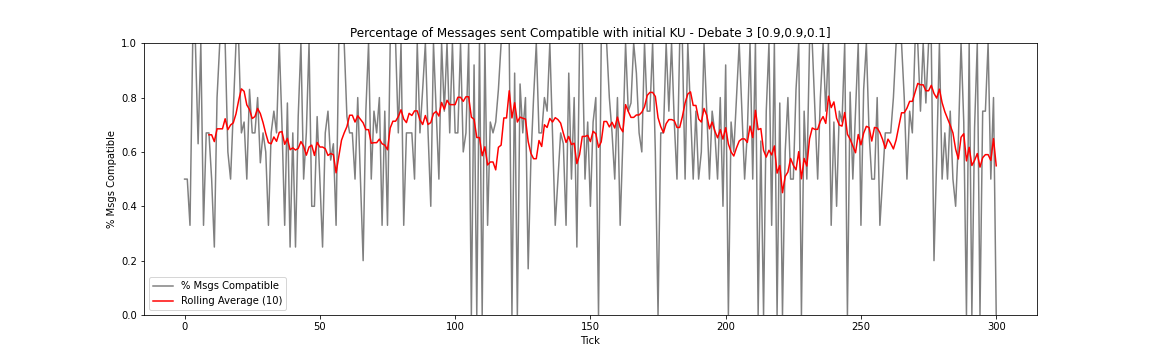 Percentage of Messages sent Compatible with initial KU - Debate 3 [0.9,0.9,0.1]
% Msgs Compatible
1.0
0.8
0.6
0.4
0.2
0.0
% Msgs Compatible
Rolling Average (10)
0 50 100 150 200 250 300
Tick